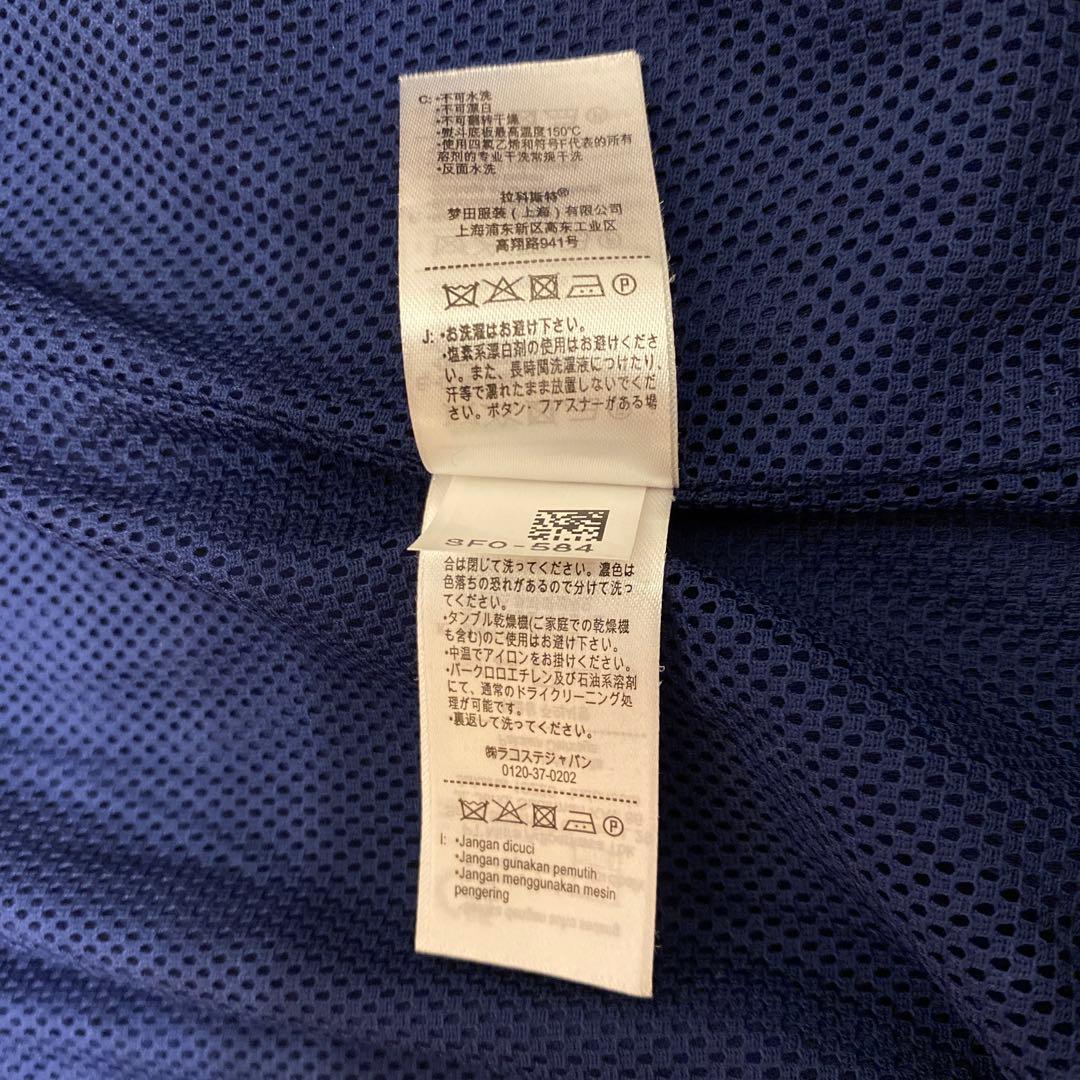 C: •不可水洗
•不可漂白
•不可翻转干燥
•熨斗底板最高温度150°C
•使用四氯乙烯和符号F代表的所有
溶剂的专业干洗常规干洗
•反面水洗
拉科斯特®
梦田服装(上海)有限公司
上海浦东新区高东工业区
高翔路941号
P
J: •お洗濯はお避け下さい。
•塩素系漂白剤の使用はお避けくださ
い。また、長時間洗濯液につけたり、
汗等で濡れたまま放置しないでくだ
さい。ボタン・ファスナーがある場
SFO-584
合は閉じて洗ってください。濃色は
色落ちの恐れがあるので分けて洗っ
てください。
•タンブル乾燥機(ご家庭での乾燥機
も含む)のご使用はお避け下さい。
•中温でアイロンをお掛けください。
•パークロロエチレン及び石油系溶剤
にて、通常のドライクリーニング処
理が可能です。
•裏返して洗ってください。
㈱ラコステジャパン
0120-37-0202
P
I: •Jangan dicuci
•Jangan gunakan pemutih
•Jangan menggunakan mesin
pengering